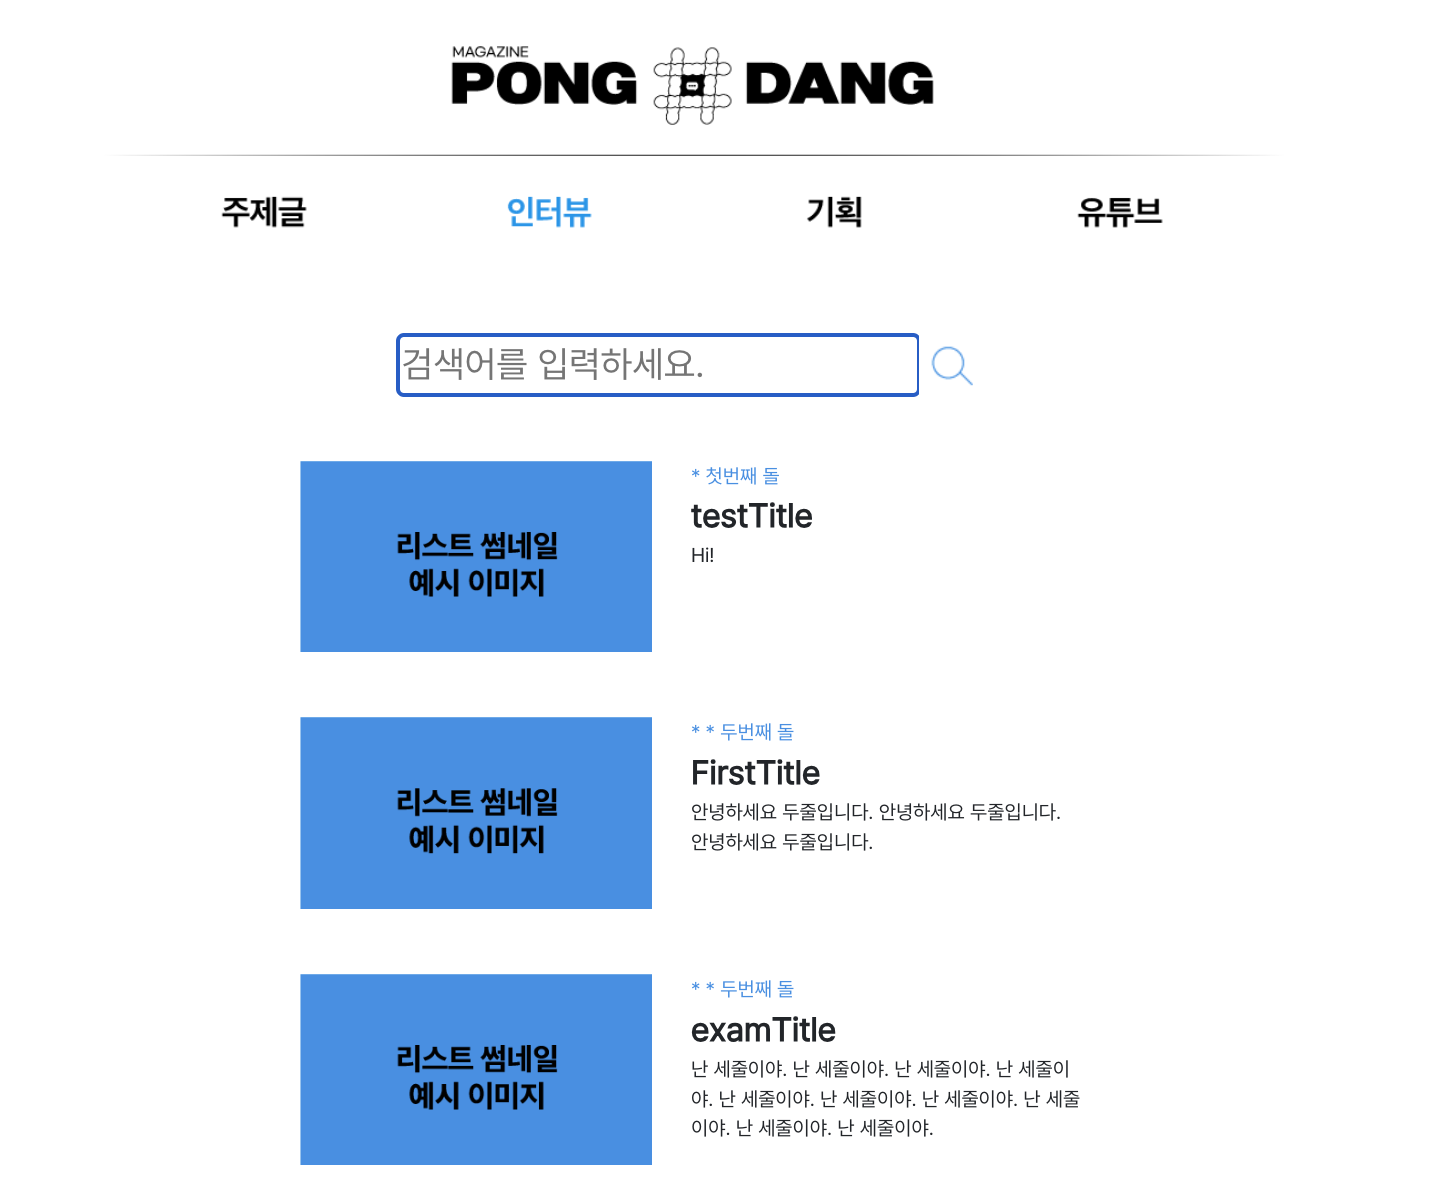 MAGAZINE
PONG DANG
주제글 인터뷰 기획 유튜브
검색어를 입력하세요.
리스트 썸네일
예시 이미지
* 첫번째 돌
testTitle
Hi!
리스트 썸네일
예시 이미지
* * 두번째 돌
FirstTitle
안녕하세요 두줄입니다. 안녕하세요 두줄입니다.
안녕하세요 두줄입니다.
리스트 썸네일
예시 이미지
* * 두번째 돌
examTitle
난 세줄이야. 난 세줄이야. 난 세줄이야. 난 세줄이
야. 난 세줄이야. 난 세줄이야. 난 세줄이야. 난 세줄
이야. 난 세줄이야. 난 세줄이야.